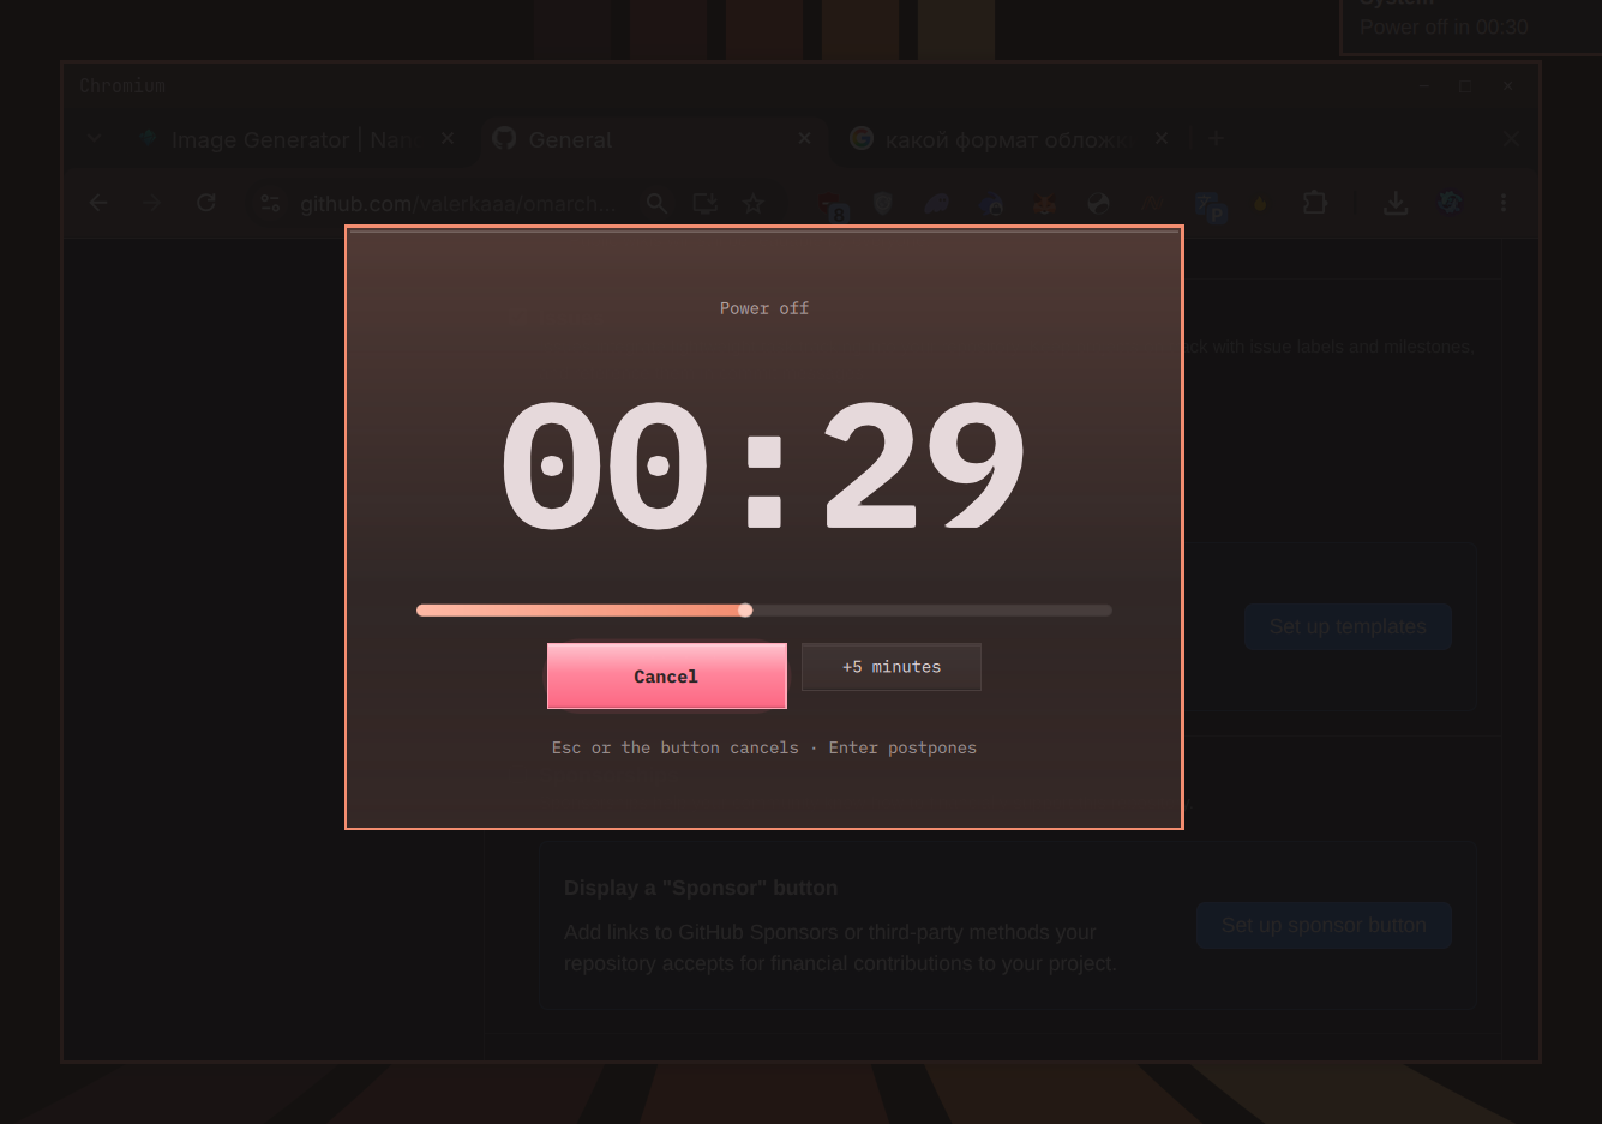 System
Power off in 00:30
Chromium
Image Generator | Nan
General
какой формат обложк
github.com/valerkaaa/omarch...
8
P
Power off
ck with issue labels and milestones,
00:29
Set up templates
Cancel
+5 minutes
Esc or the button cancels · Enter postpones
Display a "Sponsor" button
Add links to GitHub Sponsors or third-party methods your
repository accepts for financial contributions to your project.
Set up sponsor button